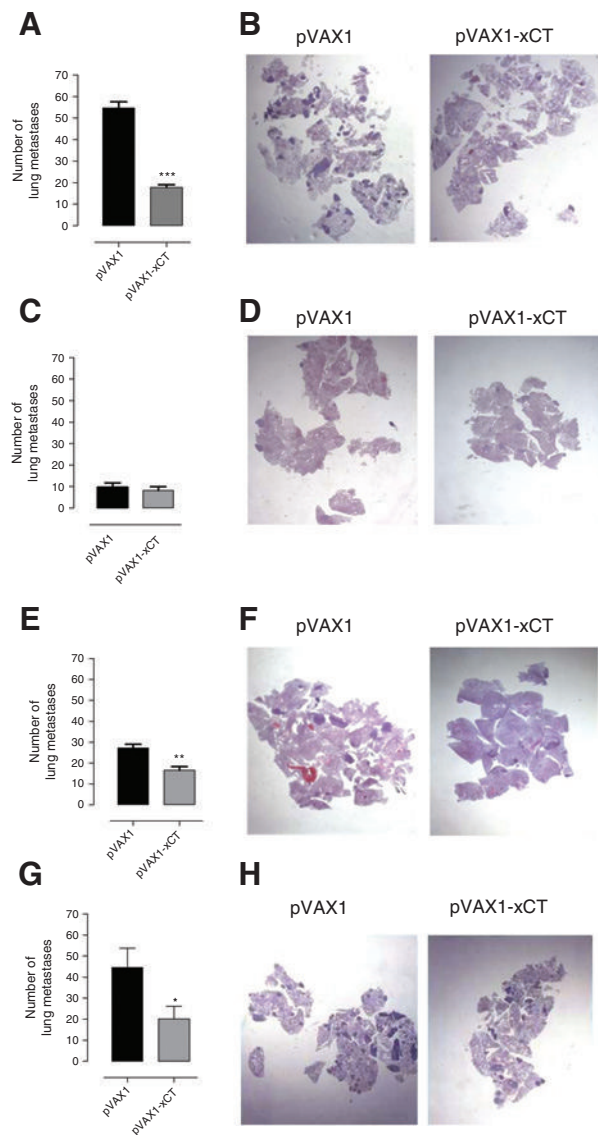 A
Number of
lung metastases
70
60
50
40
30
20
10
0
***
pVAX1
pVAX1-xCT
B
pVAX1
pVAX1-xCT
C
Number of
lung metastases
70
60
50
40
30
20
10
0
pVAX1
pVAX1-xCT
D
pVAX1
pVAX1-xCT
E
Number of
lung metastases
70
60
50
40
30
20
10
0
**
pVAX1
pVAX1-xCT
F
pVAX1
pVAX1-xCT
G
Number of
lung metastases
70
60
50
40
30
20
10
0
*
pVAX1
pVAX1-xCT
H
pVAX1
pVAX1-xCT